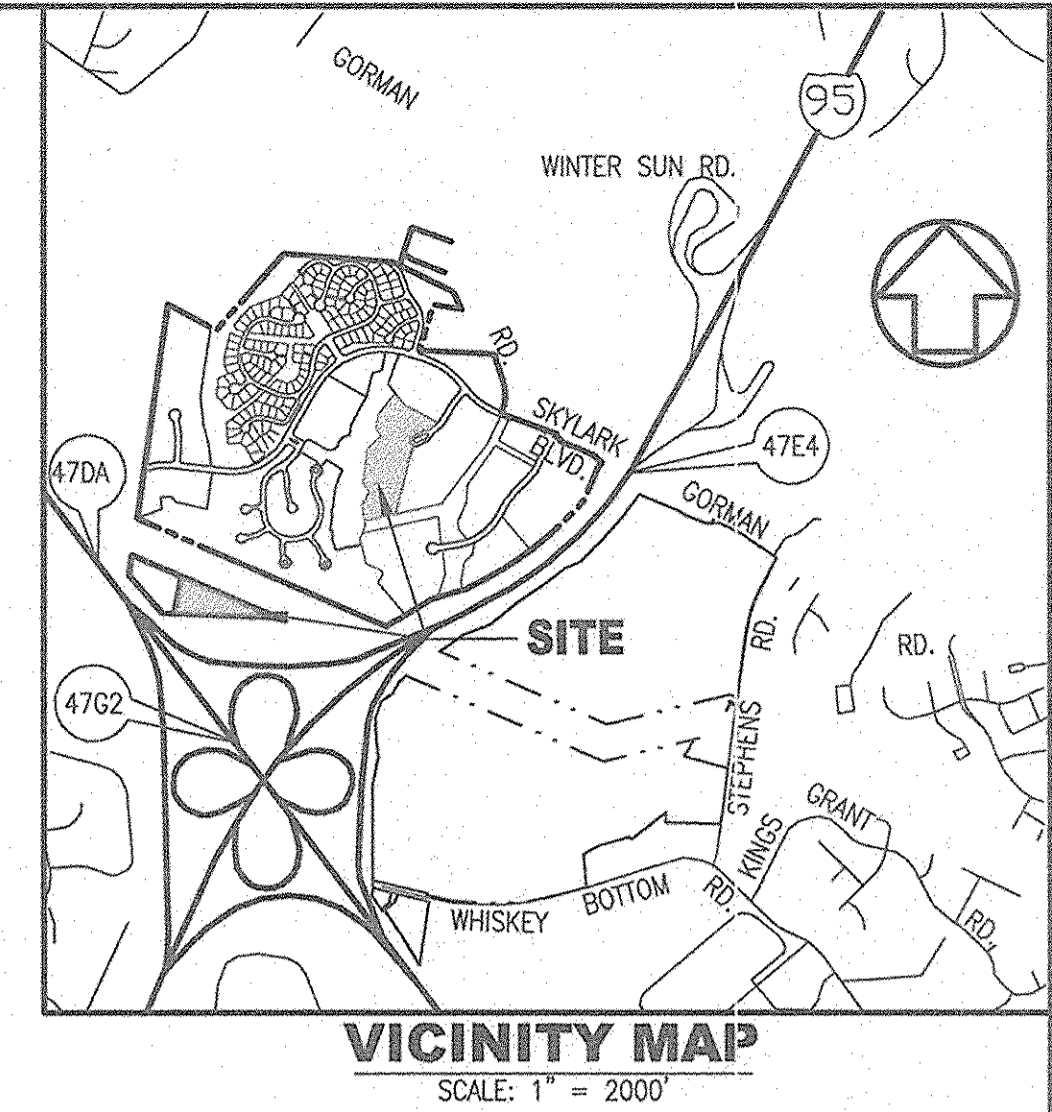 GORMAN
95
WINTER SUN RD.
RD.
SKYLARK
BLVD.
47E4
47DA
GORMAN
SITE
RD.
RD.
47G2
STEPHENS
GRANT
KINGS
BOTTOM
RD.
WHISKEY
RD.
VICINITY MAP
SCALE: 1" = 2000'